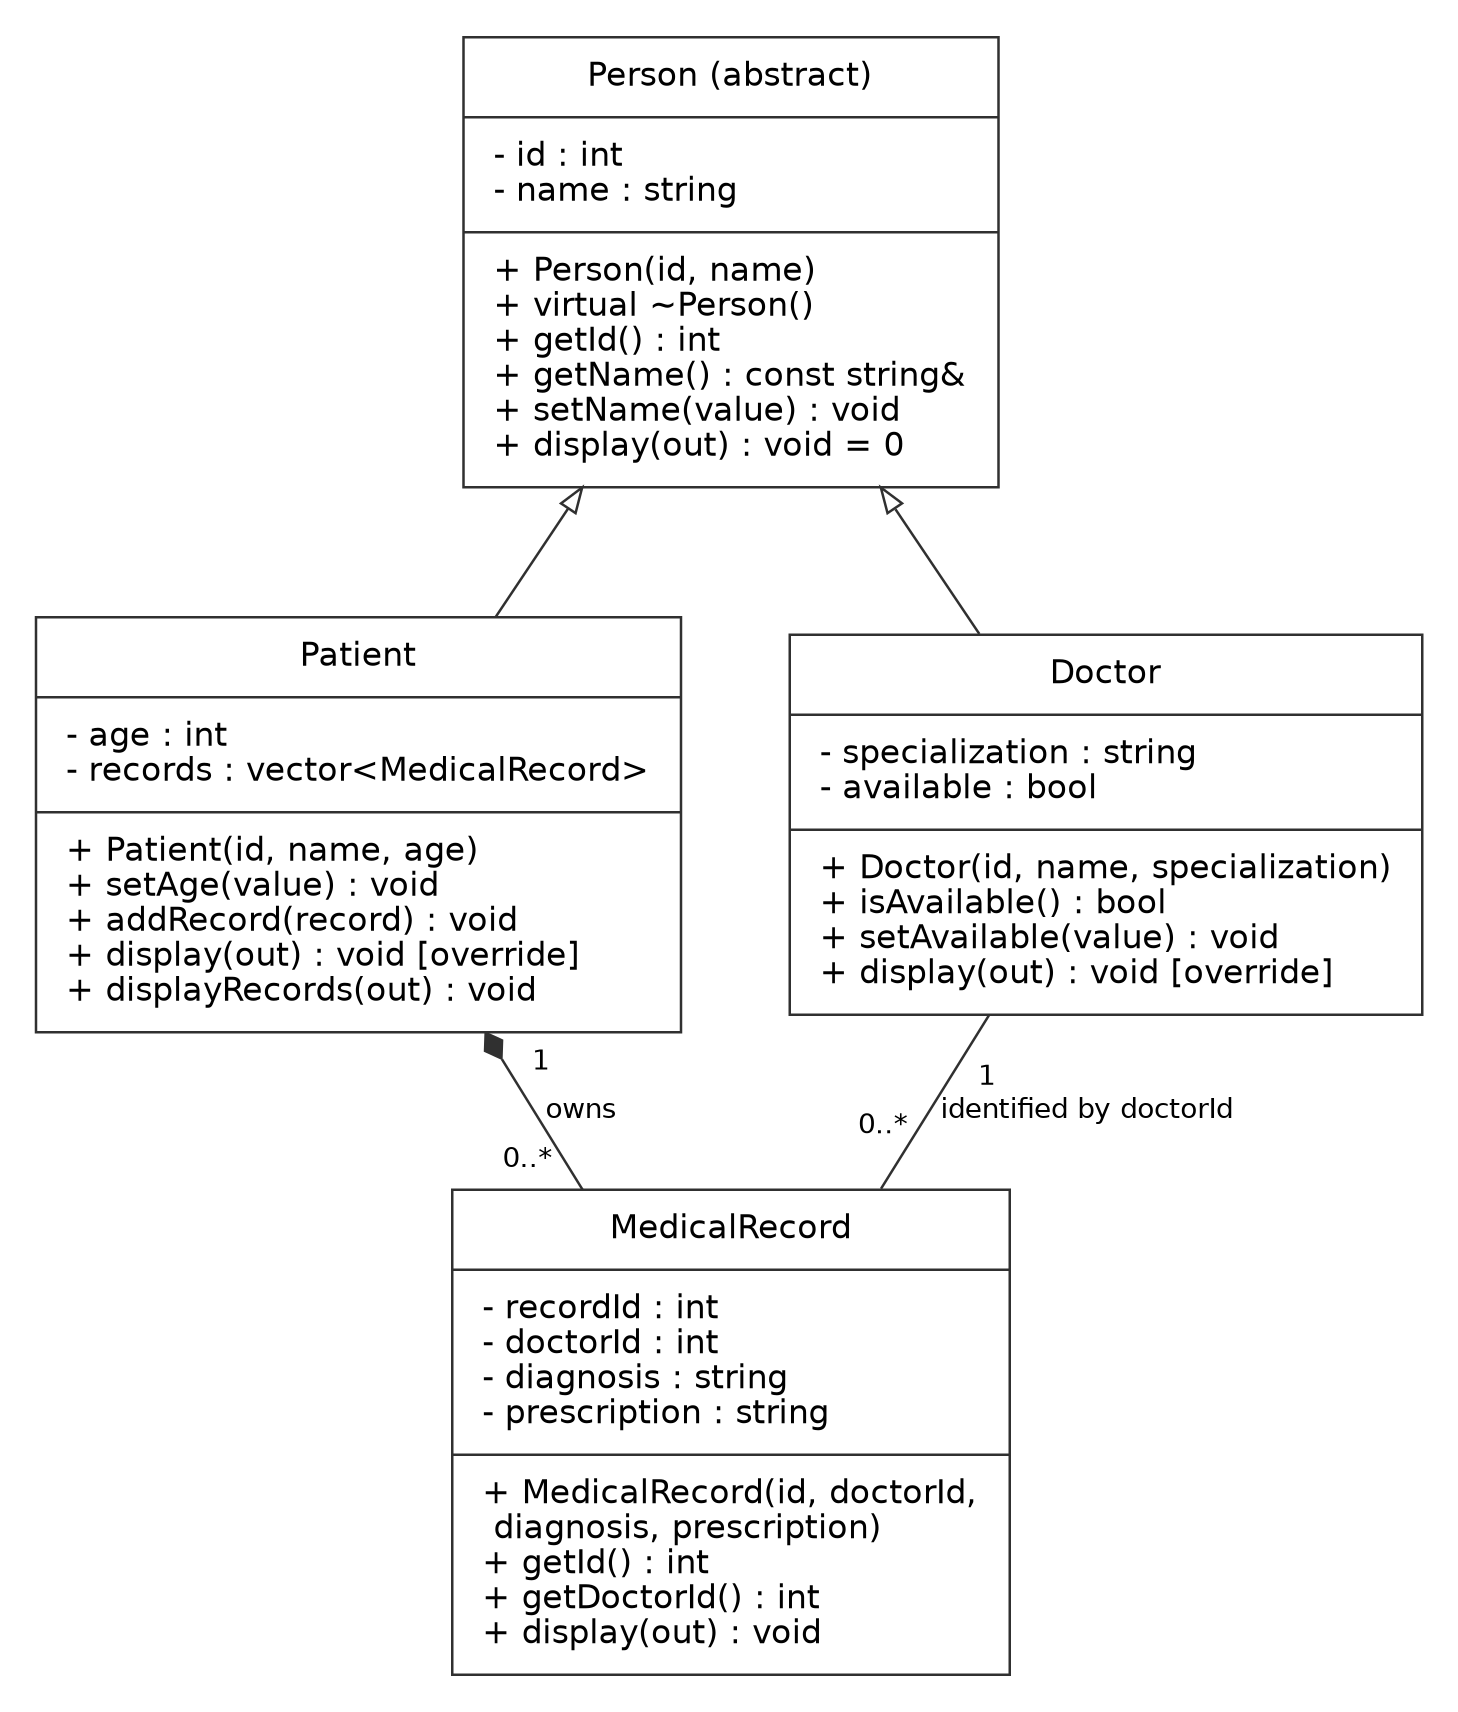 Person (abstract)
- id : int
- name : string
+ Person(id, name)
+ virtual ~Person()
+ getId() : int
+ getName() : const string&
+ setName(value) : void
+ display(out) : void = 0
Patient
- age : int
- records : vector<MedicalRecord>
+ Patient(id, name, age)
+ setAge(value) : void
+ addRecord(record) : void
+ display(out) : void [override]
+ displayRecords(out) : void
Doctor
- specialization : string
- available : bool
+ Doctor(id, name, specialization)
+ isAvailable() : bool
+ setAvailable(value) : void
+ display(out) : void [override]
1
owns
0..*
1
identified by doctorId
0..*
MedicalRecord
- recordId : int
- doctorId : int
- diagnosis : string
- prescription : string
+ MedicalRecord(id, doctorId,
diagnosis, prescription)
+ getId() : int
+ getDoctorId() : int
+ display(out) : void